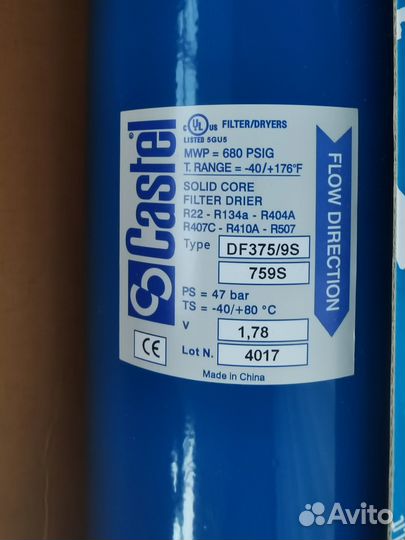 Castel®
c UL US FILTER/DRYERS
LISTED 5GU5
MWP = 680 PSIG
T. RANGE = -40/+176°F
SOLID CORE
FILTER DRIER
R22 - R134a - R404A
R407C - R410A - R507
Type DF375/9S
759S
PS = 47 bar
TS = -40/+80 °C
V 1,78
Lot N. 4017
Made in China
CE
FLOW DIRECTION
Avito